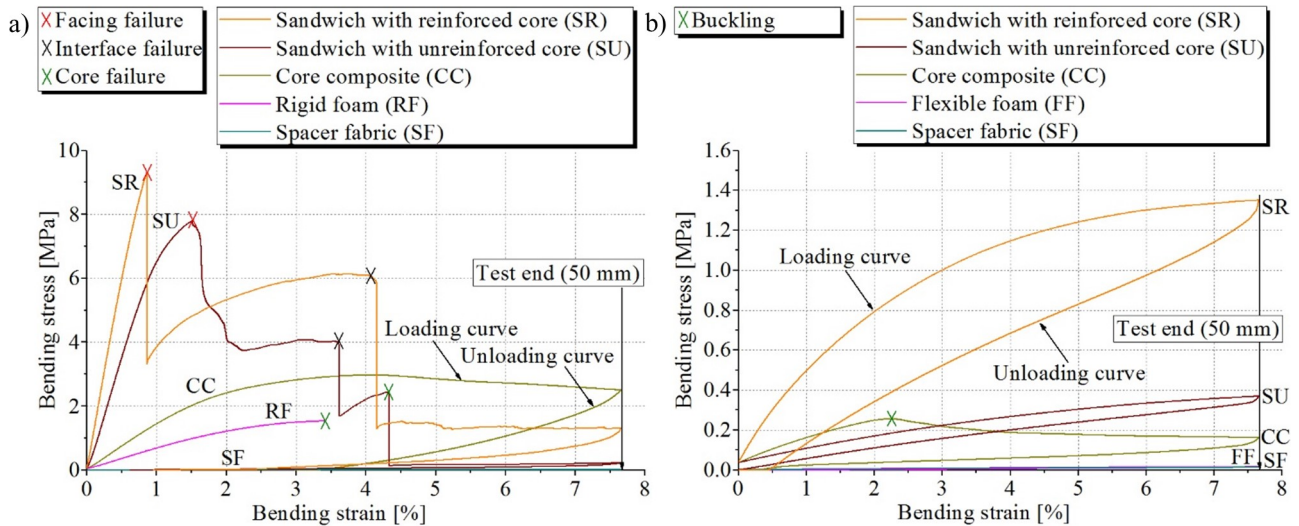 a)
X Facing failure
X Interface failure
X Core failure
Sandwich with reinforced core (SR)
Sandwich with unreinforced core (SU)
Core composite (CC)
Rigid foam (RF)
Spacer fabric (SF)
10
8
6
4
2
0
Bending stress [MPa]
SR
SU
CC
RF
SF
Test end (50 mm)
Loading curve
Unloading curve
0 1 2 3 4 5 6 7 8
Bending strain [%]
b)
X Buckling
Sandwich with reinforced core (SR)
Sandwich with unreinforced core (SU)
Core composite (CC)
Flexible foam (FF)
Spacer fabric (SF)
1.6
1.4
1.2
1.0
0.8
0.6
0.4
0.2
0.0
Bending stress [MPa]
Loading curve
Unloading curve
SR
Test end (50 mm)
SU
CC
FF SF
0 1 2 3 4 5 6 7 8
Bending strain [%]